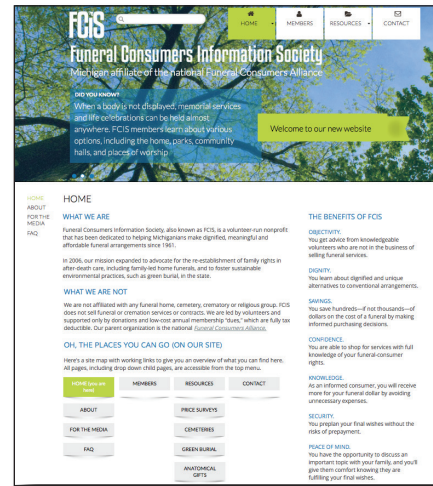 FCiS
HOME
MEMBERS
RESOURCES
CONTACT
Funeral Consumers Information Society
Michigan affiliate of the national Funeral Consumers Alliance
DID YOU KNOW?
When a body is not displayed, memorial services
and life celebrations can be held almost
anywhere. FCIS members learn about various
options, including the home, parks, community
halls, and places of worship.
Welcome to our new website
HOME
ABOUT
FOR THE
MEDIA
FAQ
HOME
WHAT WE ARE
Funeral Consumers Information Society, also known as FCIS, is a volunteer-run nonprofit
that has been dedicated to helping Michiganians make dignified, meaningful and
affordable funeral arrangements since 1961.
In 2006, our mission expanded to advocate for the re-establishment of family rights in
after-death care, including family-led home funerals, and to foster sustainable
environmental practices, such as green burial, in the state.
WHAT WE ARE NOT
We are not affiliated with any funeral home, cemetery, crematory or religious group. FCIS
does not sell funeral or cremation services or contracts. We are led by volunteers and
supported only by donations and low-cost annual membership "dues," which are fully tax
deductible. Our parent organization is the national Funeral Consumers Alliance.
OH, THE PLACES YOU CAN GO (ON OUR SITE)
Here's a site map with working links to give you an overview of what you can find here.
All pages, including drop down child pages, are accessible from the top menu.
HOME (you are
here)
MEMBERS
RESOURCES
CONTACT
ABOUT
PRICE SURVEYS
FOR THE MEDIA
CEMETERIES
FAQ
GREEN BURIAL
ANATOMICAL
GIFTS
THE BENEFITS OF FCIS
OBJECTIVITY.
You get advice from knowledgeable
volunteers who are not in the business of
selling funeral services.
DIGNITY.
You learn about dignified and unique
alternatives to conventional arrangements.
SAVINGS.
You save hundreds—if not thousands—of
dollars on the cost of a funeral by making
informed purchasing decisions.
CONFIDENCE.
You are able to shop for services with full
knowledge of your funeral-consumer
rights.
KNOWLEDGE.
As an informed consumer, you will receive
more for your funeral dollar by avoiding
unnecessary expenses.
SECURITY.
You preplan your final wishes without the
risks of prepayment.
PEACE OF MIND.
You have the opportunity to discuss an
important topic with your family, and you'll
give them comfort knowing they are
fulfilling your final wishes.